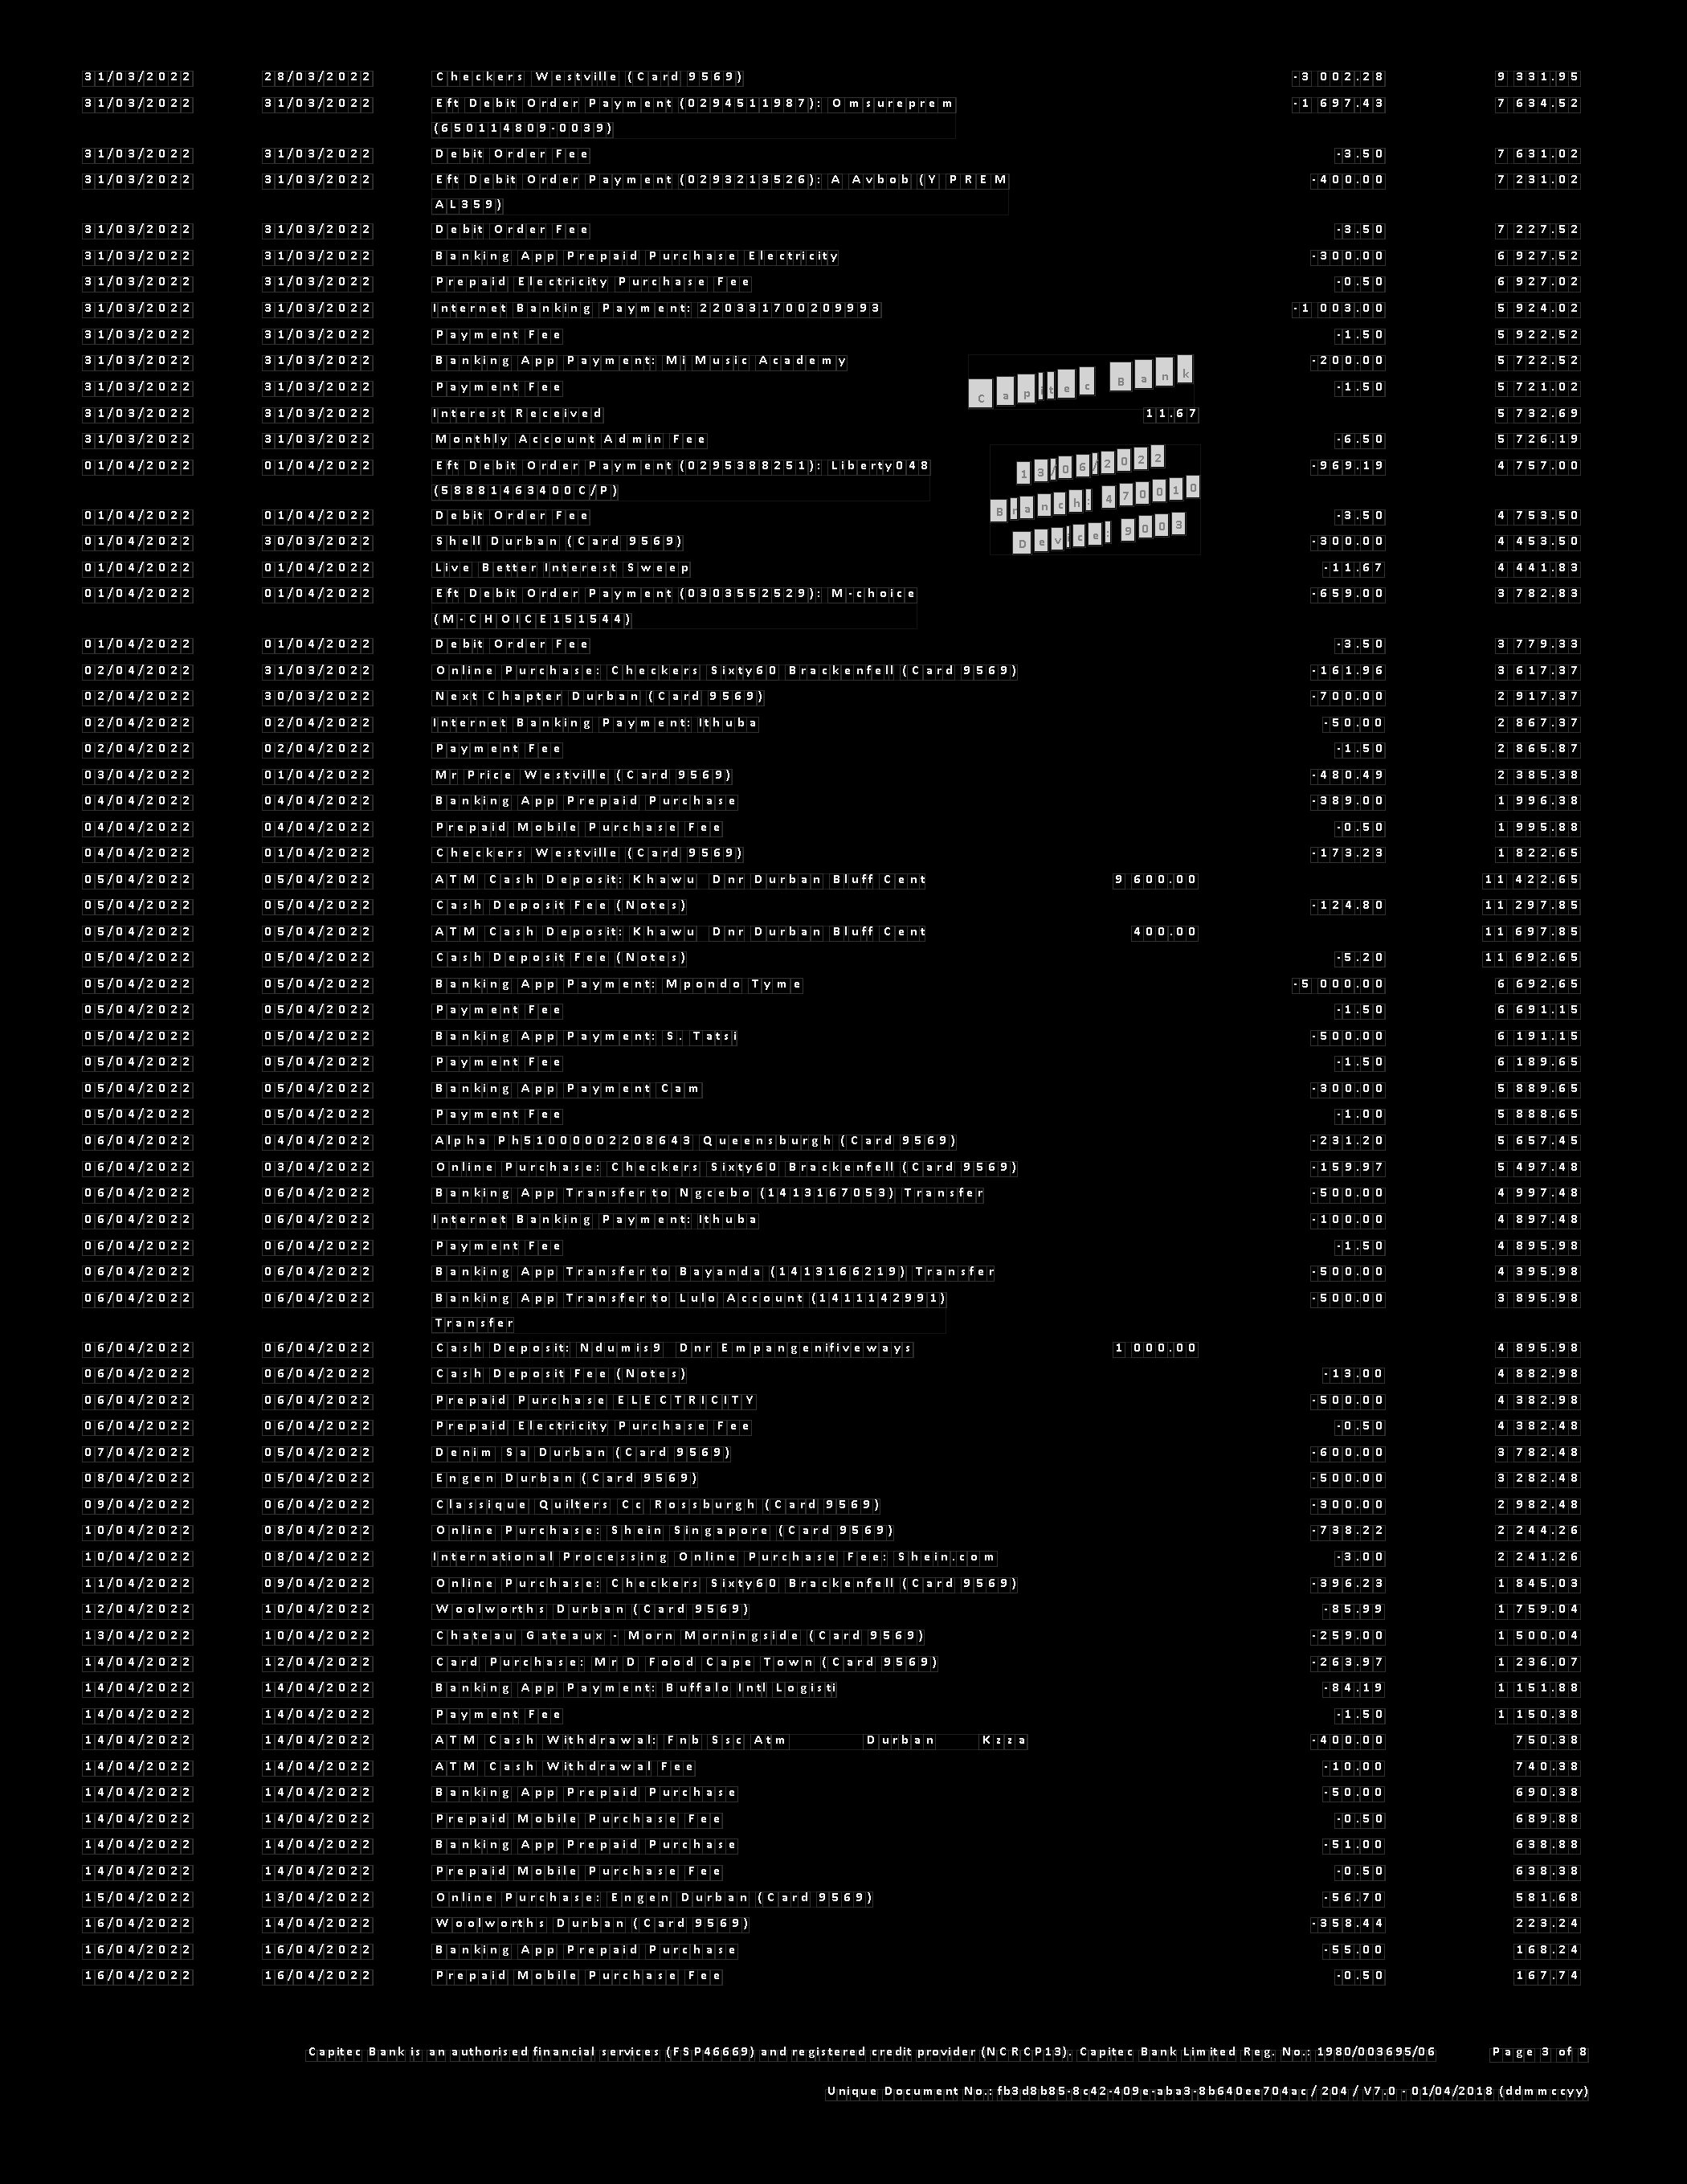 31/03/2022 28/03/2022 Checkers Westville (Card 9569) -3 002.28 9 331.95
31/03/2022 31/03/2022 Eft Debit Order Payment (0294511987): Omsureprem -1 697.43 7 634.52
(650114809-0039)
31/03/2022 31/03/2022 Debit Order Fee -3.50 7 631.02
31/03/2022 31/03/2022 Eft Debit Order Payment (0293213526): A Avbob (Y PREM -400.00 7 231.02
AL359)
31/03/2022 31/03/2022 Debit Order Fee -3.50 7 227.52
31/03/2022 31/03/2022 Banking App Prepaid Purchase Electricity -300.00 6 927.52
31/03/2022 31/03/2022 Prepaid Electricity Purchase Fee -0.50 6 927.02
31/03/2022 31/03/2022 Internet Banking Payment: 220331700209993 -1 003.00 5 924.02
31/03/2022 31/03/2022 Payment Fee -1.50 5 922.52
31/03/2022 31/03/2022 Banking App Payment: Mi Music Academy -200.00 5 722.52
Capitec Bank
31/03/2022 31/03/2022 Payment Fee -1.50 5 721.02
31/03/2022 31/03/2022 Interest Received 11.67 5 732.69
31/03/2022 31/03/2022 Monthly Account Admin Fee -6.50 5 726.19
13/06/2022
01/04/2022 01/04/2022 Eft Debit Order Payment (0295388251): Liberty048 -969.19 4 757.00
(58881463400C/P)
Branch: 470010
01/04/2022 01/04/2022 Debit Order Fee -3.50 4 753.50
Device: 9003
01/04/2022 30/03/2022 Shell Durban (Card 9569) -300.00 4 453.50
01/04/2022 01/04/2022 Live Better Interest Sweep -11.67 4 441.83
01/04/2022 01/04/2022 Eft Debit Order Payment (0303552529): M-choice -659.00 3 782.83
(M-CHOICE151544)
01/04/2022 01/04/2022 Debit Order Fee -3.50 3 779.33
02/04/2022 31/03/2022 Online Purchase: Checkers Sixty60 Brackenfell (Card 9569) -161.96 3 617.37
02/04/2022 30/03/2022 Next Chapter Durban (Card 9569) -700.00 2 917.37
02/04/2022 02/04/2022 Internet Banking Payment: Ithuba -50.00 2 867.37
02/04/2022 02/04/2022 Payment Fee -1.50 2 865.87
03/04/2022 01/04/2022 Mr Price Westville (Card 9569) -480.49 2 385.38
04/04/2022 04/04/2022 Banking App Prepaid Purchase -389.00 1 996.38
04/04/2022 04/04/2022 Prepaid Mobile Purchase Fee -0.50 1 995.88
04/04/2022 01/04/2022 Checkers Westville (Card 9569) -173.23 1 822.65
05/04/2022 05/04/2022 ATM Cash Deposit: Khawu Dnr Durban Bluff Cent 9 600.00 11 422.65
05/04/2022 05/04/2022 Cash Deposit Fee (Notes) -124.80 11 297.85
05/04/2022 05/04/2022 ATM Cash Deposit: Khawu Dnr Durban Bluff Cent 400.00 11 697.85
05/04/2022 05/04/2022 Cash Deposit Fee (Notes) -5.20 11 692.65
05/04/2022 05/04/2022 Banking App Payment: Mpondo Tyme -5 000.00 6 692.65
05/04/2022 05/04/2022 Payment Fee -1.50 6 691.15
05/04/2022 05/04/2022 Banking App Payment: S. Tatsi -500.00 6 191.15
05/04/2022 05/04/2022 Payment Fee -1.50 6 189.65
05/04/2022 05/04/2022 Banking App Payment Cam -300.00 5 889.65
05/04/2022 05/04/2022 Payment Fee -1.00 5 888.65
06/04/2022 04/04/2022 Alpha Ph51000002208643 Queensburgh (Card 9569) -231.20 5 657.45
06/04/2022 03/04/2022 Online Purchase: Checkers Sixty60 Brackenfell (Card 9569) -159.97 5 497.48
06/04/2022 06/04/2022 Banking App Transfer to Ngcebo (1413167053) Transfer -500.00 4 997.48
06/04/2022 06/04/2022 Internet Banking Payment: Ithuba -100.00 4 897.48
06/04/2022 06/04/2022 Payment Fee -1.50 4 895.98
06/04/2022 06/04/2022 Banking App Transfer to Bayanda (1413166219) Transfer -500.00 4 395.98
06/04/2022 06/04/2022 Banking App Transfer to Lulo Account (1411142991) -500.00 3 895.98
Transfer
06/04/2022 06/04/2022 Cash Deposit: Ndumis9 Dnr Empangenifiveways 1 000.00 4 895.98
06/04/2022 06/04/2022 Cash Deposit Fee (Notes) -13.00 4 882.98
06/04/2022 06/04/2022 Prepaid Purchase ELECTRICITY -500.00 4 382.98
06/04/2022 06/04/2022 Prepaid Electricity Purchase Fee -0.50 4 382.48
07/04/2022 05/04/2022 Denim Sa Durban (Card 9569) -600.00 3 782.48
08/04/2022 05/04/2022 Engen Durban (Card 9569) -500.00 3 282.48
09/04/2022 06/04/2022 Classique Quilters Cc Rossburgh (Card 9569) -300.00 2 982.48
10/04/2022 08/04/2022 Online Purchase: Shein Singapore (Card 9569) -738.22 2 244.26
10/04/2022 08/04/2022 International Processing Online Purchase Fee: Shein.com -3.00 2 241.26
11/04/2022 09/04/2022 Online Purchase: Checkers Sixty60 Brackenfell (Card 9569) -396.23 1 845.03
12/04/2022 10/04/2022 Woolworths Durban (Card 9569) -85.99 1 759.04
13/04/2022 10/04/2022 Chateau Gateaux - Morn Morningside (Card 9569) -259.00 1 500.04
14/04/2022 12/04/2022 Card Purchase: Mr D Food Cape Town (Card 9569) -263.97 1 236.07
14/04/2022 14/04/2022 Banking App Payment: Buffalo Intl Logisti -84.19 1 151.88
14/04/2022 14/04/2022 Payment Fee -1.50 1 150.38
14/04/2022 14/04/2022 ATM Cash Withdrawal: Fnb Ssc Atm Durban Kzza -400.00 750.38
14/04/2022 14/04/2022 ATM Cash Withdrawal Fee -10.00 740.38
14/04/2022 14/04/2022 Banking App Prepaid Purchase -50.00 690.38
14/04/2022 14/04/2022 Prepaid Mobile Purchase Fee -0.50 689.88
14/04/2022 14/04/2022 Banking App Prepaid Purchase -51.00 638.88
14/04/2022 14/04/2022 Prepaid Mobile Purchase Fee -0.50 638.38
15/04/2022 13/04/2022 Online Purchase: Engen Durban (Card 9569) -56.70 581.68
16/04/2022 14/04/2022 Woolworths Durban (Card 9569) -358.44 223.24
16/04/2022 16/04/2022 Banking App Prepaid Purchase -55.00 168.24
16/04/2022 16/04/2022 Prepaid Mobile Purchase Fee -0.50 167.74
Capitec Bank is an authorised financial services (FSP46669) and registered credit provider (NCRCP13). Capitec Bank Limited Reg. No.: 1980/003695/06 Page 3 of 8
Unique Document No.: fb3d8b85-8c42-409e-aba3-8b640ee704ac / 204 / V7.0 - 01/04/2018 (ddmmccyy)